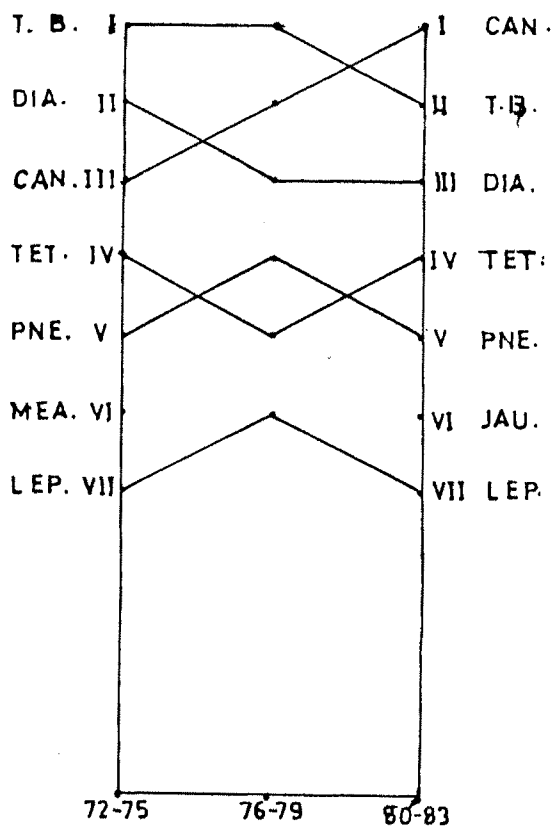 T. B. I I CAN.
DIA. II II T.B.
CAN. III III DIA.
TET. IV IV TET:
PNE. V V PNE.
MEA. VI VI JAU.
LEP. VII VII LEP.
72-75 76-79 80-83